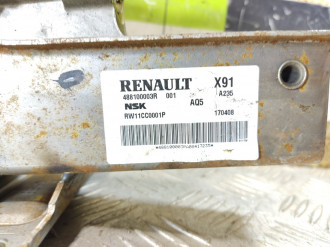 RENAULT X91
488100003R 001 A235
NSK AQ5
RW11CC0001P 170408